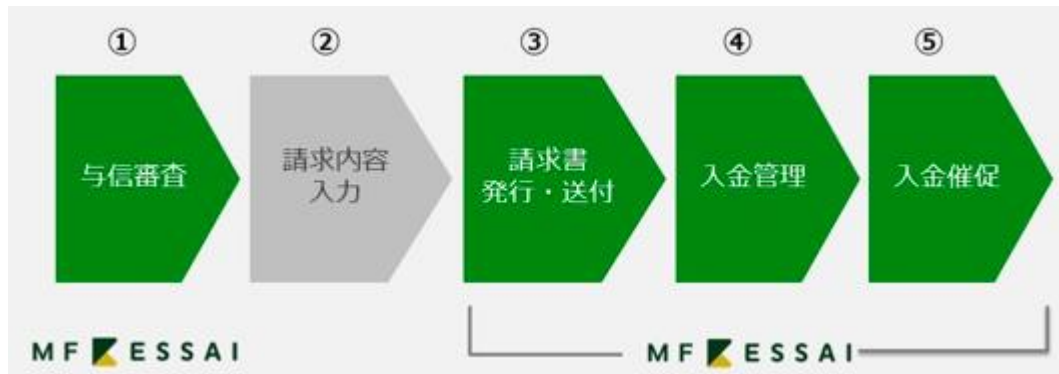 ①
②
③
④
⑤
与信審査
請求内容
入力
請求書
発行・送付
入金管理
入金催促
MF KESSAI
MF KESSAI